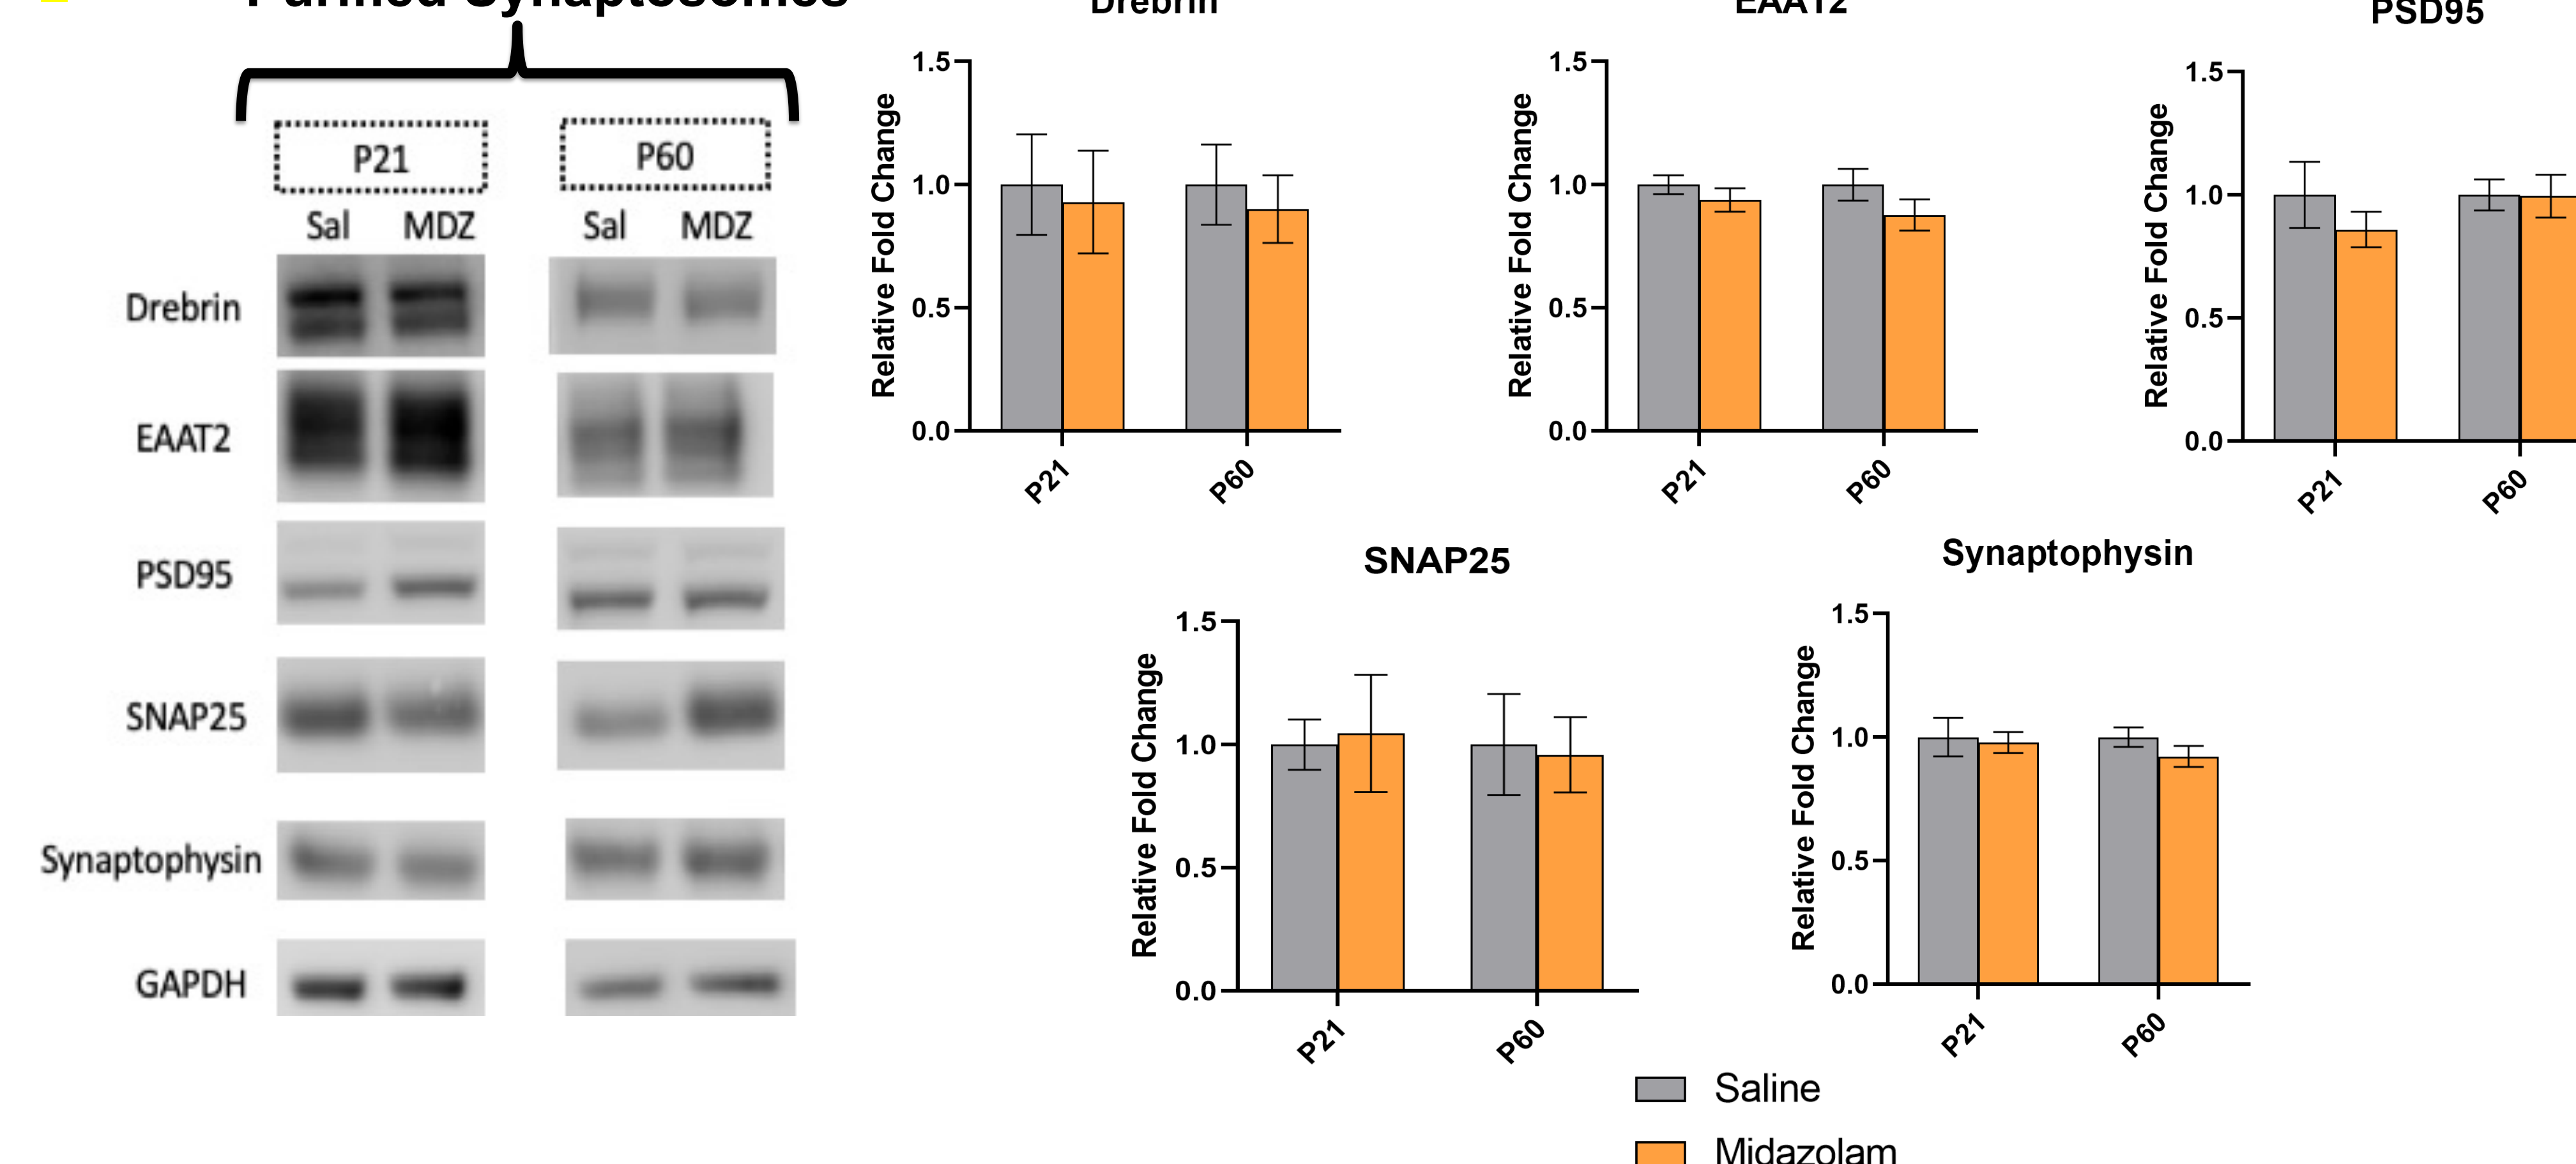 Purified Synaptosomes
P21
P60
Sal MDZ
Sal MDZ
Drebrin
EAAT2
PSD95
SNAP25
Synaptophysin
GAPDH
Drebrin
Relative Fold Change
1.5
1.0
0.5
0.0
P21
P60
EAAT2
Relative Fold Change
1.5
1.0
0.5
0.0
P21
P60
PSD95
Relative Fold Change
1.5
1.0
0.5
0.0
P21
P60
SNAP25
Relative Fold Change
1.5
1.0
0.5
0.0
P21
P60
Synaptophysin
Relative Fold Change
1.5
1.0
0.5
0.0
P21
P60
Saline
Midazolam